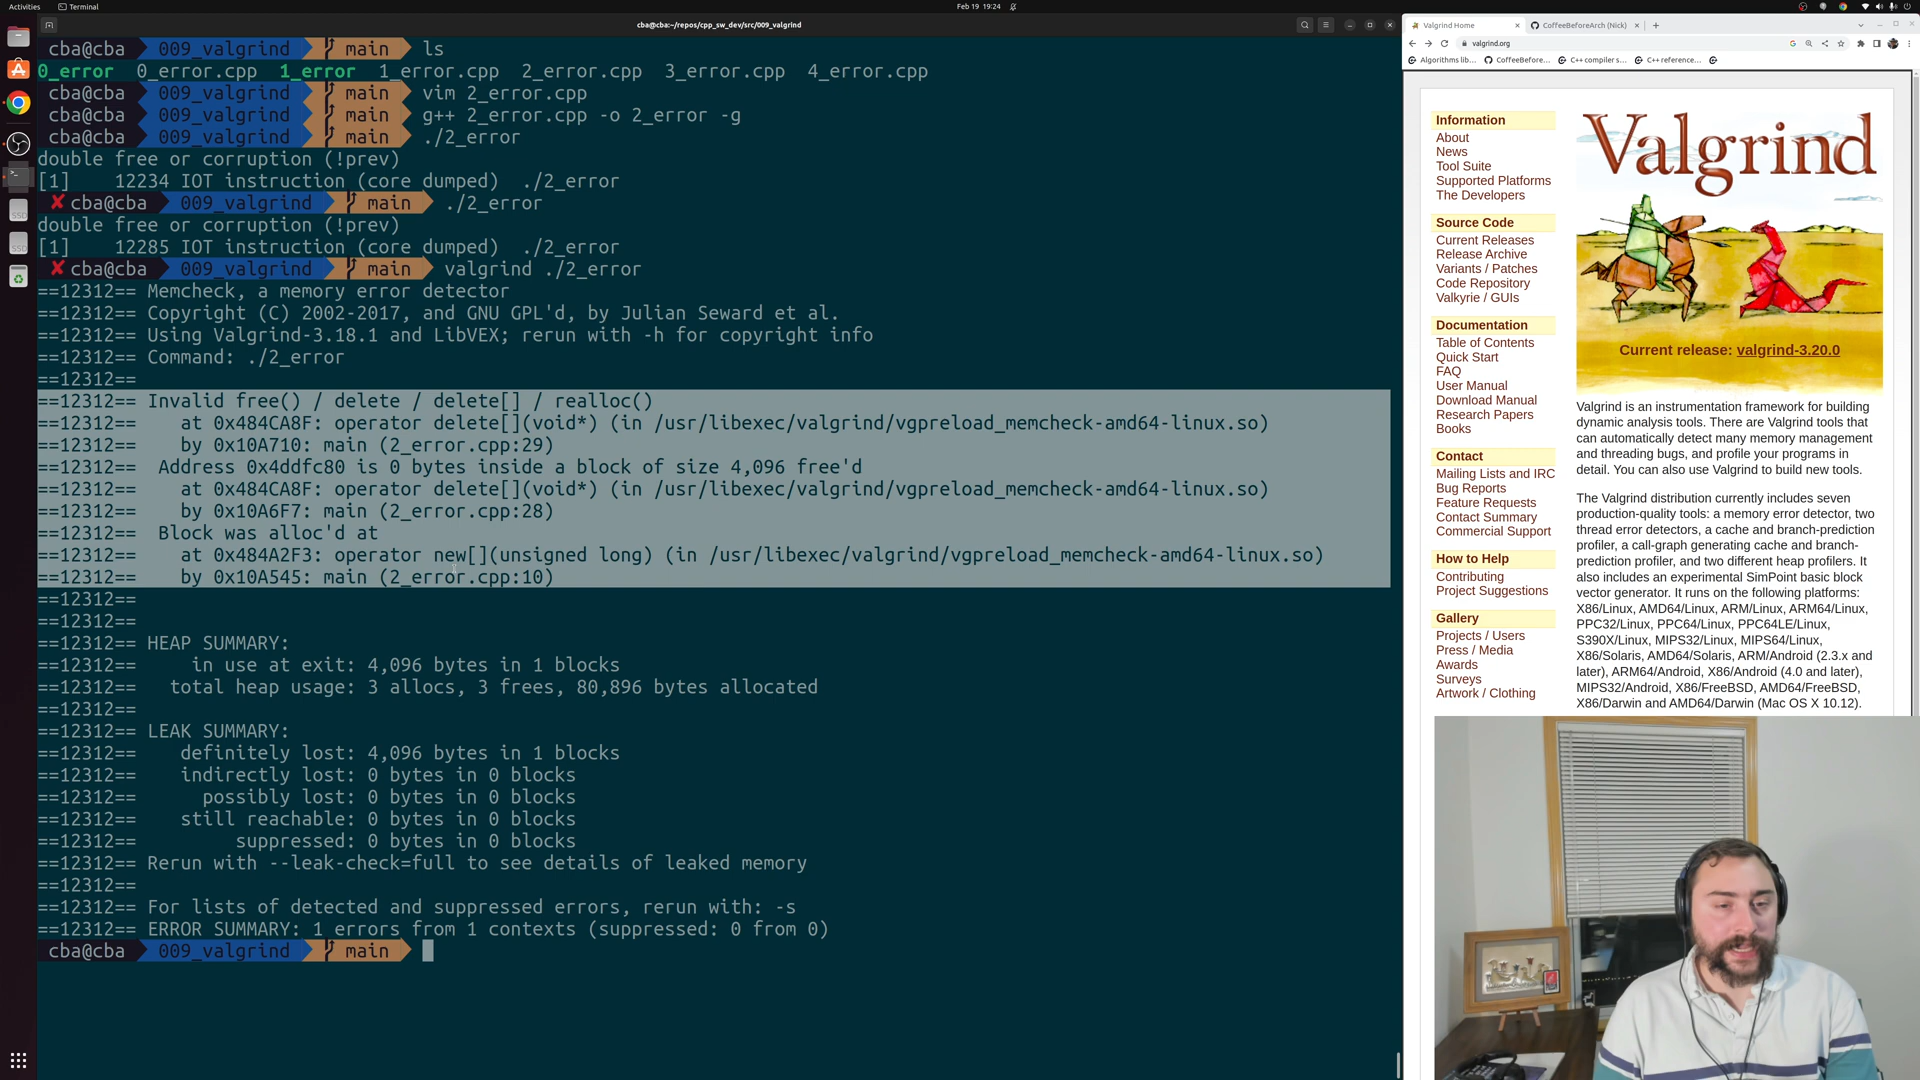 Activities
Terminal
Feb 19 19:24
cba@cba:~/repos/cpp_sw_dev/src/009_valgrind
cba@cba 009_valgrind main ls
0_error 0_error.cpp 1_error 1_error.cpp 2_error.cpp 3_error.cpp 4_error.cpp
cba@cba 009_valgrind main vim 2_error.cpp
cba@cba 009_valgrind main g++ 2_error.cpp -o 2_error -g
cba@cba 009_valgrind main ./2_error
double free or corruption (!prev)
[1] 12234 IOT instruction (core dumped) ./2_error
✘ cba@cba 009_valgrind main ./2_error
double free or corruption (!prev)
[1] 12285 IOT instruction (core dumped) ./2_error
✘ cba@cba 009_valgrind main valgrind ./2_error
==12312== Memcheck, a memory error detector
==12312== Copyright (C) 2002-2017, and GNU GPL'd, by Julian Seward et al.
==12312== Using Valgrind-3.18.1 and LibVEX; rerun with -h for copyright info
==12312== Command: ./2_error
==12312==
==12312== Invalid free() / delete / delete[] / realloc()
==12312==    at 0x484CA8F: operator delete[](void*) (in /usr/libexec/valgrind/vgpreload_memcheck-amd64-linux.so)
==12312==    by 0x10A710: main (2_error.cpp:29)
==12312==  Address 0x4ddfc80 is 0 bytes inside a block of size 4,096 free'd
==12312==    at 0x484CA8F: operator delete[](void*) (in /usr/libexec/valgrind/vgpreload_memcheck-amd64-linux.so)
==12312==    by 0x10A6F7: main (2_error.cpp:28)
==12312==  Block was alloc'd at
==12312==    at 0x484A2F3: operator new[](unsigned long) (in /usr/libexec/valgrind/vgpreload_memcheck-amd64-linux.so)
==12312==    by 0x10A545: main (2_error.cpp:10)
==12312==
==12312==
==12312== HEAP SUMMARY:
==12312==     in use at exit: 4,096 bytes in 1 blocks
==12312==   total heap usage: 3 allocs, 3 frees, 80,896 bytes allocated
==12312==
==12312== LEAK SUMMARY:
==12312==    definitely lost: 4,096 bytes in 1 blocks
==12312==    indirectly lost: 0 bytes in 0 blocks
==12312==      possibly lost: 0 bytes in 0 blocks
==12312==    still reachable: 0 bytes in 0 blocks
==12312==         suppressed: 0 bytes in 0 blocks
==12312== Rerun with --leak-check=full to see details of leaked memory
==12312==
==12312== For lists of detected and suppressed errors, rerun with: -s
==12312== ERROR SUMMARY: 1 errors from 1 contexts (suppressed: 0 from 0)
cba@cba 009_valgrind main
Valgrind Home
CoffeeBeforeArch (Nick)
valgrind.org
Algorithms lib...
CoffeeBefore...
C++ compiler s...
C++ reference...
Information
About
News
Tool Suite
Supported Platforms
The Developers
Source Code
Current Releases
Release Archive
Variants / Patches
Code Repository
Valkyrie / GUIs
Documentation
Table of Contents
Quick Start
FAQ
User Manual
Download Manual
Research Papers
Books
Contact
Mailing Lists and IRC
Bug Reports
Feature Requests
Contact Summary
Commercial Support
How to Help
Contributing
Project Suggestions
Gallery
Projects / Users
Press / Media
Awards
Surveys
Artwork / Clothing
Valgrind
Current release: valgrind-3.20.0
Valgrind is an instrumentation framework for building
dynamic analysis tools. There are Valgrind tools that
can automatically detect many memory management
and threading bugs, and profile your programs in
detail. You can also use Valgrind to build new tools.
The Valgrind distribution currently includes seven
production-quality tools: a memory error detector, two
thread error detectors, a cache and branch-prediction
profiler, a call-graph generating cache and branch-
prediction profiler, and two different heap profilers. It
also includes an experimental SimPoint basic block
vector generator. It runs on the following platforms:
X86/Linux, AMD64/Linux, ARM/Linux, ARM64/Linux,
PPC32/Linux, PPC64/Linux, PPC64LE/Linux,
S390X/Linux, MIPS32/Linux, MIPS64/Linux,
X86/Solaris, AMD64/Solaris, ARM/Android (2.3.x and
later), ARM64/Android, X86/Android (4.0 and later),
MIPS32/Android, X86/FreeBSD, AMD64/FreeBSD,
X86/Darwin and AMD64/Darwin (Mac OS X 10.12).
SSD
SSD